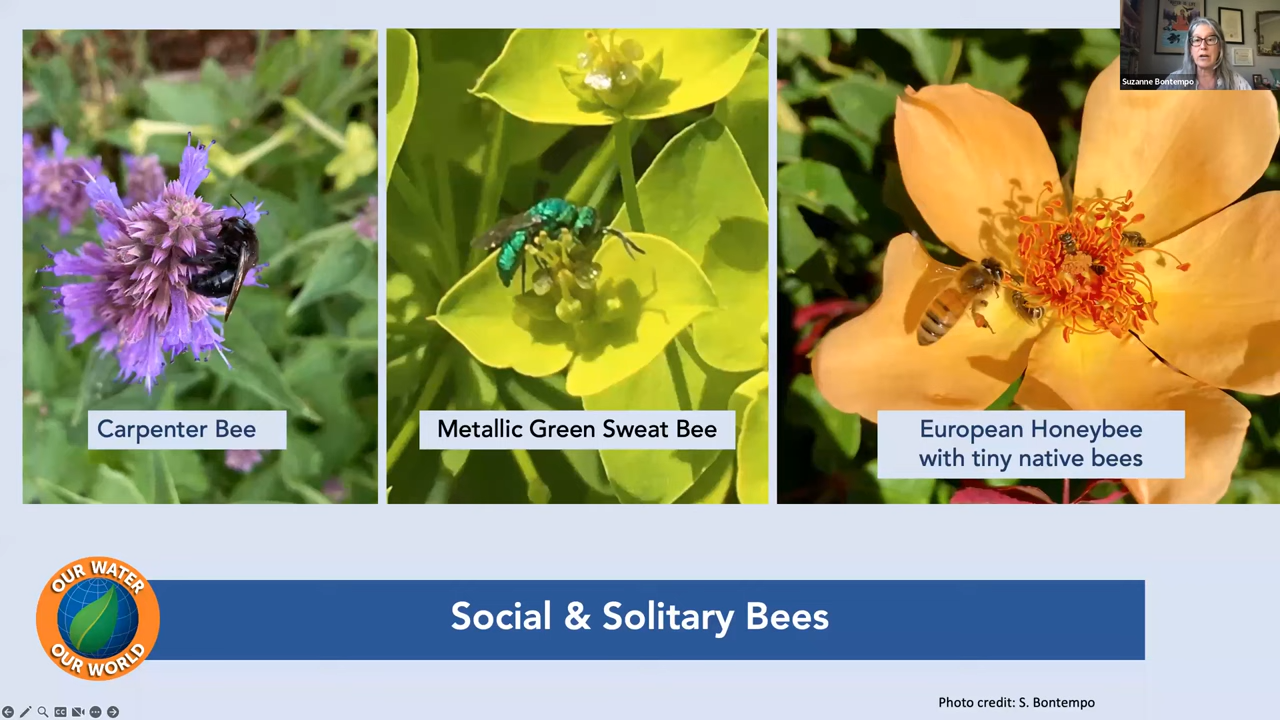 Suzanne Bontempo
Carpenter Bee
Metallic Green Sweat Bee
European Honeybee
with tiny native bees
OUR WATER
OUR WORLD
Social & Solitary Bees
Photo credit: S. Bontempo
CC